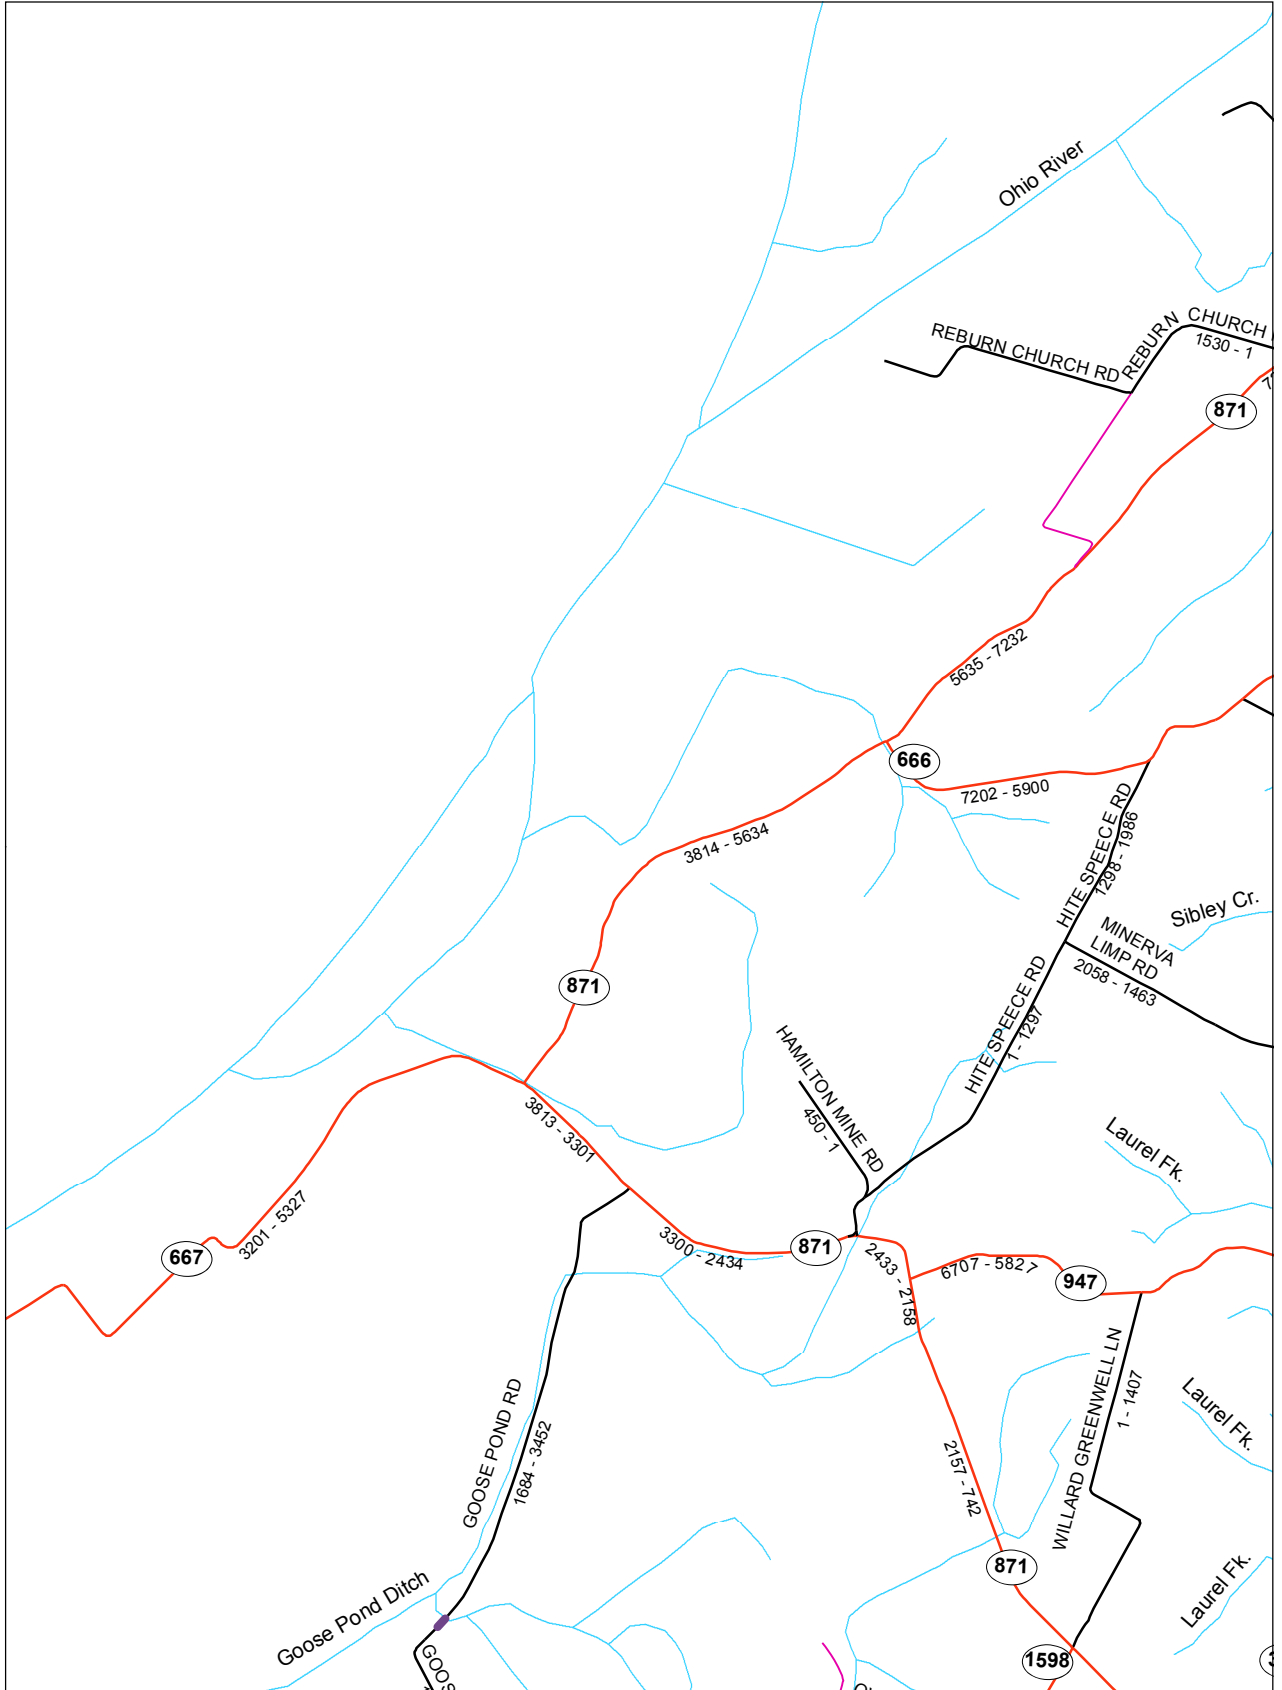 Ohio River
CHURCH
REBURN
1530 - 1
REBURN CHURCH RD
871
5635 - 7232
666
7202 - 5900
3814 - 5634
HITE SPEECE RD
1298 - 1986
Sibley Cr.
MINERVA
LIMP RD
2058 - 1463
871
HITE SPEECE RD
1 - 1297
HAMILTON MINE RD
450 - 1
3813 - 3301
Laurel Fk.
3201 - 5327
667
3300 - 2434
871
2433 - 2158
6707 - 5827
947
WILLARD GREENWELL LN
1 - 1407
Laurel Fk.
GOOSE POND RD
1684 - 3452
2157 - 742
871
Laurel Fk.
Goose Pond Ditch
GOOS
1598